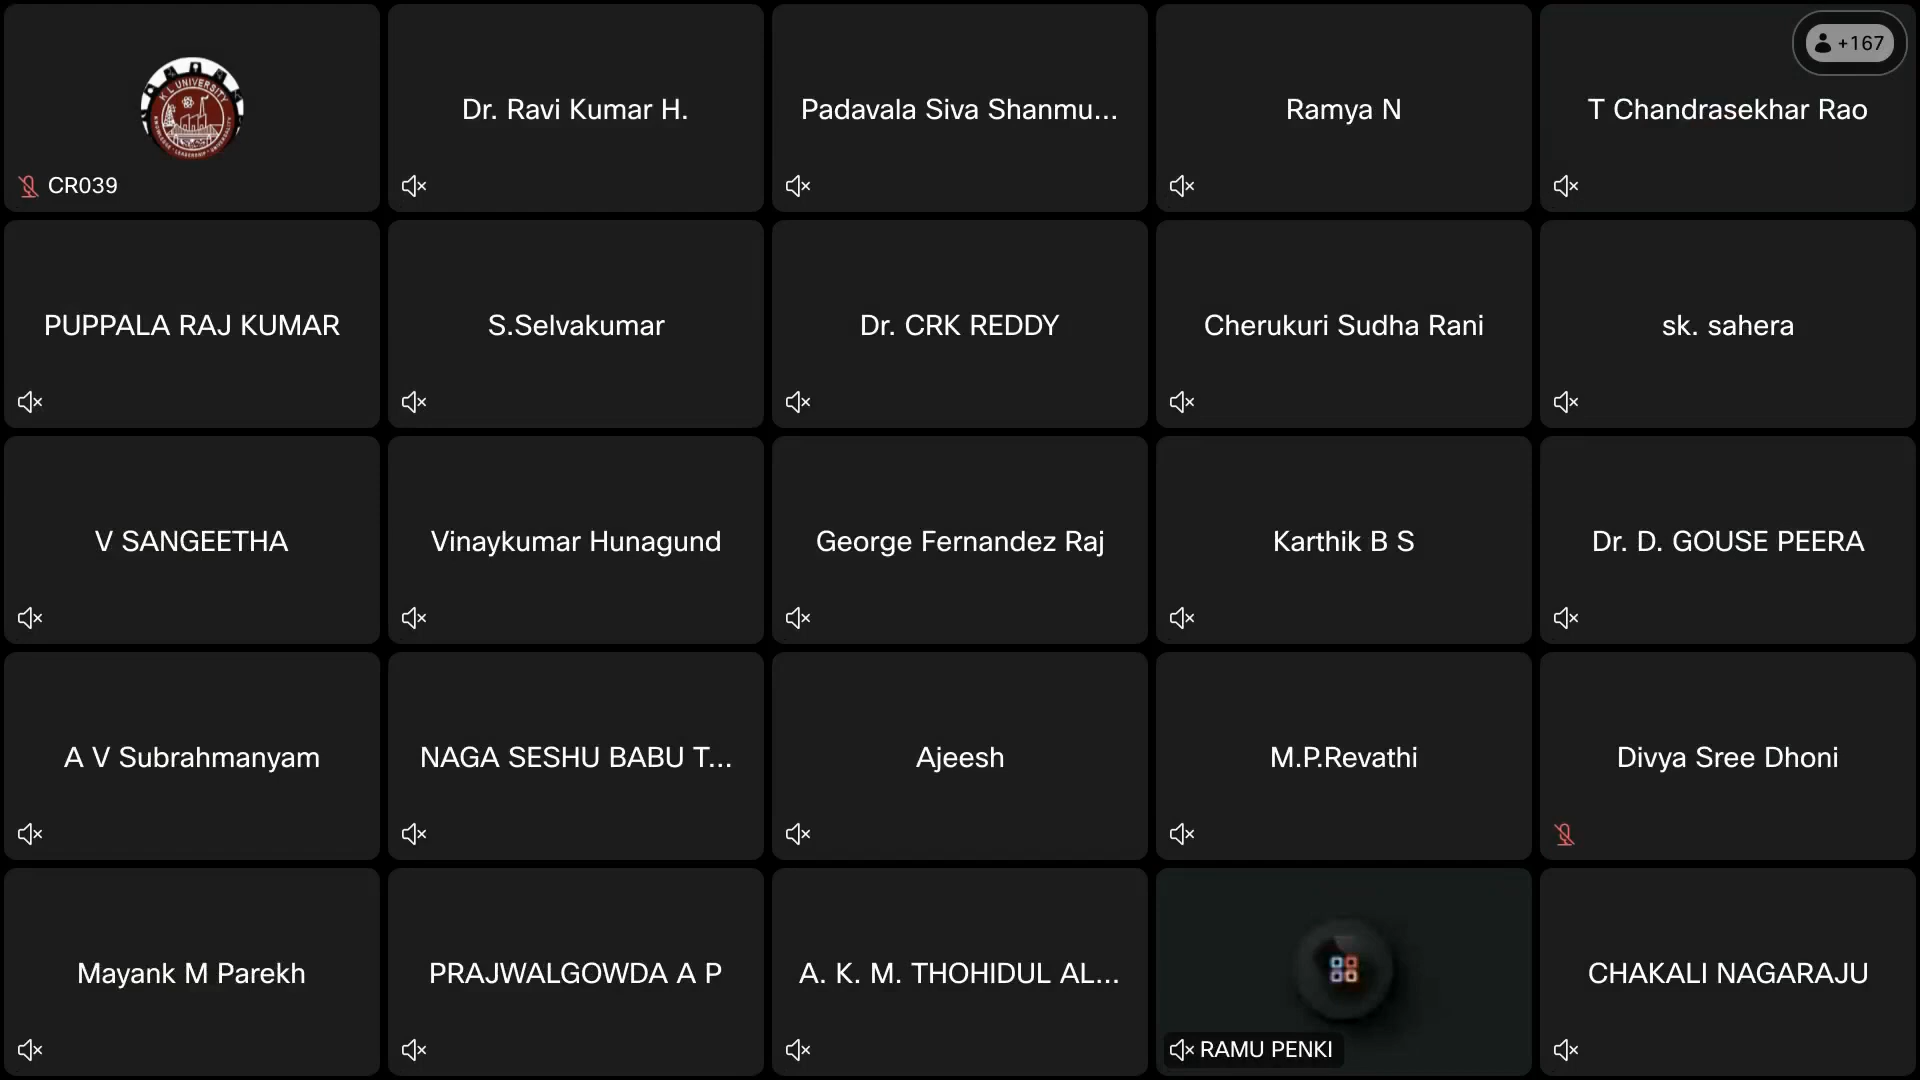 +167
K L UNIVERSITY
CR039
Dr. Ravi Kumar H.
Padavala Siva Shanmu...
Ramya N
T Chandrasekhar Rao
PUPPALA RAJ KUMAR
S.Selvakumar
Dr. CRK REDDY
Cherukuri Sudha Rani
sk. sahera
V SANGEETHA
Vinaykumar Hunagund
George Fernandez Raj
Karthik B S
Dr. D. GOUSE PEERA
A V Subrahmanyam
NAGA SESHU BABU T...
Ajeesh
M.P.Revathi
Divya Sree Dhoni
Mayank M Parekh
PRAJWALGOWDA A P
A. K. M. THOHIDUL AL...
RAMU PENKI
CHAKALI NAGARAJU